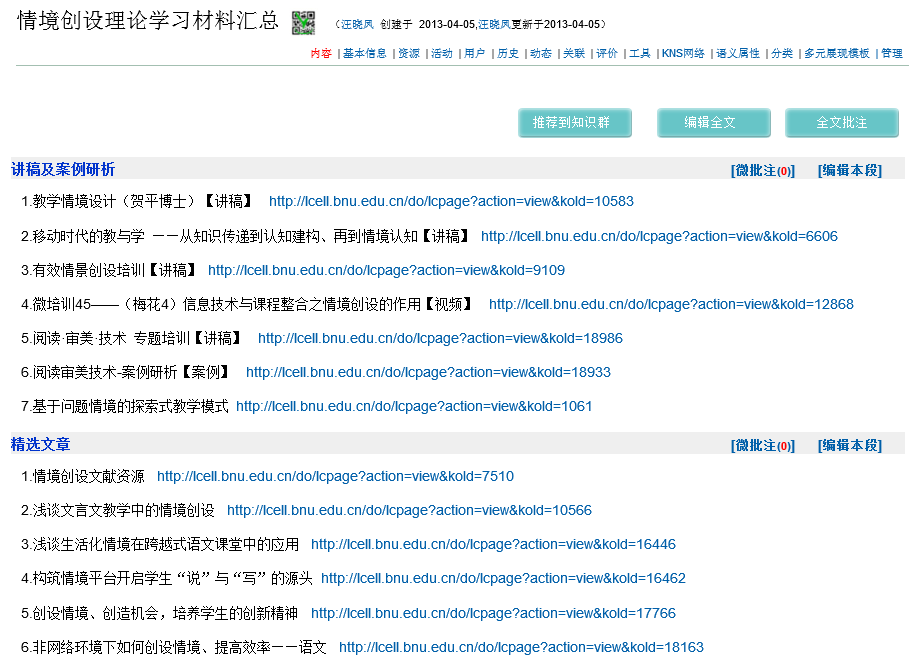 情境创设理论学习材料汇总 （汪晓凤 创建于 2013-04-05,汪晓凤更新于2013-04-05）
内容 |基本信息 |资源 |活动 |用户 |历史 |动态 |关联 |评价 |工具 |KNS网络 |语义属性 |分类 |多元展现模板 |管理
推荐到知识群 编辑全文 全文批注
讲稿及案例研析 [微批注(0)] [编辑本段]
1.教学情境设计（贺平博士）【讲稿】 http://lcell.bnu.edu.cn/do/lcpage?action=view&koId=10583
2.移动时代的教与学 ——从知识传递到认知建构、再到情境认知【讲稿】 http://lcell.bnu.edu.cn/do/lcpage?action=view&koId=6606
3.有效情景创设培训【讲稿】 http://lcell.bnu.edu.cn/do/lcpage?action=view&koId=9109
4.微培训45——（梅花4）信息技术与课程整合之情境创设的作用【视频】 http://lcell.bnu.edu.cn/do/lcpage?action=view&koId=12868
5.阅读·审美·技术 专题培训【讲稿】 http://lcell.bnu.edu.cn/do/lcpage?action=view&koId=18986
6.阅读审美技术-案例研析【案例】 http://lcell.bnu.edu.cn/do/lcpage?action=view&koId=18933
7.基于问题情境的探索式教学模式 http://lcell.bnu.edu.cn/do/lcpage?action=view&koId=1061
精选文章 [微批注(0)] [编辑本段]
1.情境创设文献资源 http://lcell.bnu.edu.cn/do/lcpage?action=view&koId=7510
2.浅谈文言文教学中的情境创设 http://lcell.bnu.edu.cn/do/lcpage?action=view&koId=10566
3.浅谈生活化情境在跨越式语文课堂中的应用 http://lcell.bnu.edu.cn/do/lcpage?action=view&koId=16446
4.构筑情境平台开启学生“说”与“写”的源头 http://lcell.bnu.edu.cn/do/lcpage?action=view&koId=16462
5.创设情境、创造机会，培养学生的创新精神 http://lcell.bnu.edu.cn/do/lcpage?action=view&koId=17766
6.非网络环境下如何创设情境、提高效率——语文 http://lcell.bnu.edu.cn/do/lcpage?action=view&koId=18163